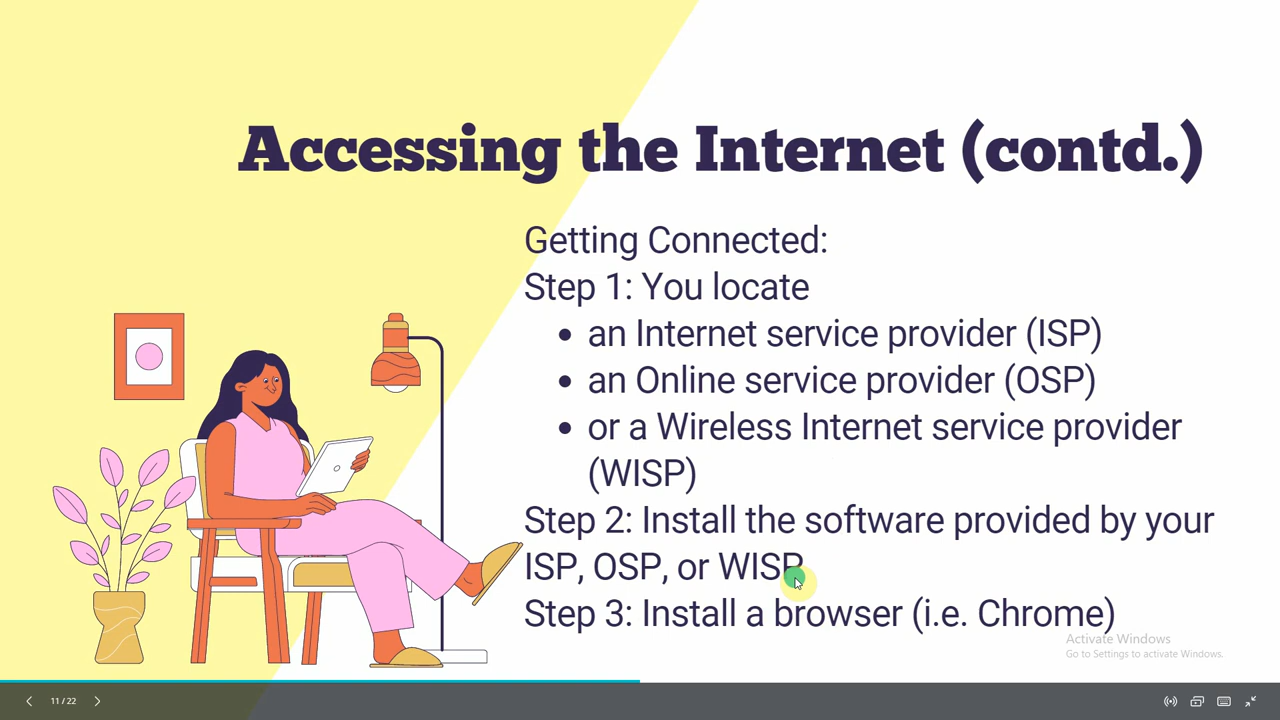 Accessing the Internet (contd.)
Getting Connected:
Step 1: You locate
• an Internet service provider (ISP)
• an Online service provider (OSP)
• or a Wireless Internet service provider
(WISP)
Step 2: Install the software provided by your
ISP, OSP, or WISP
Step 3: Install a browser (i.e. Chrome)
Activate Windows
Go to Settings to activate Windows.
11 / 22